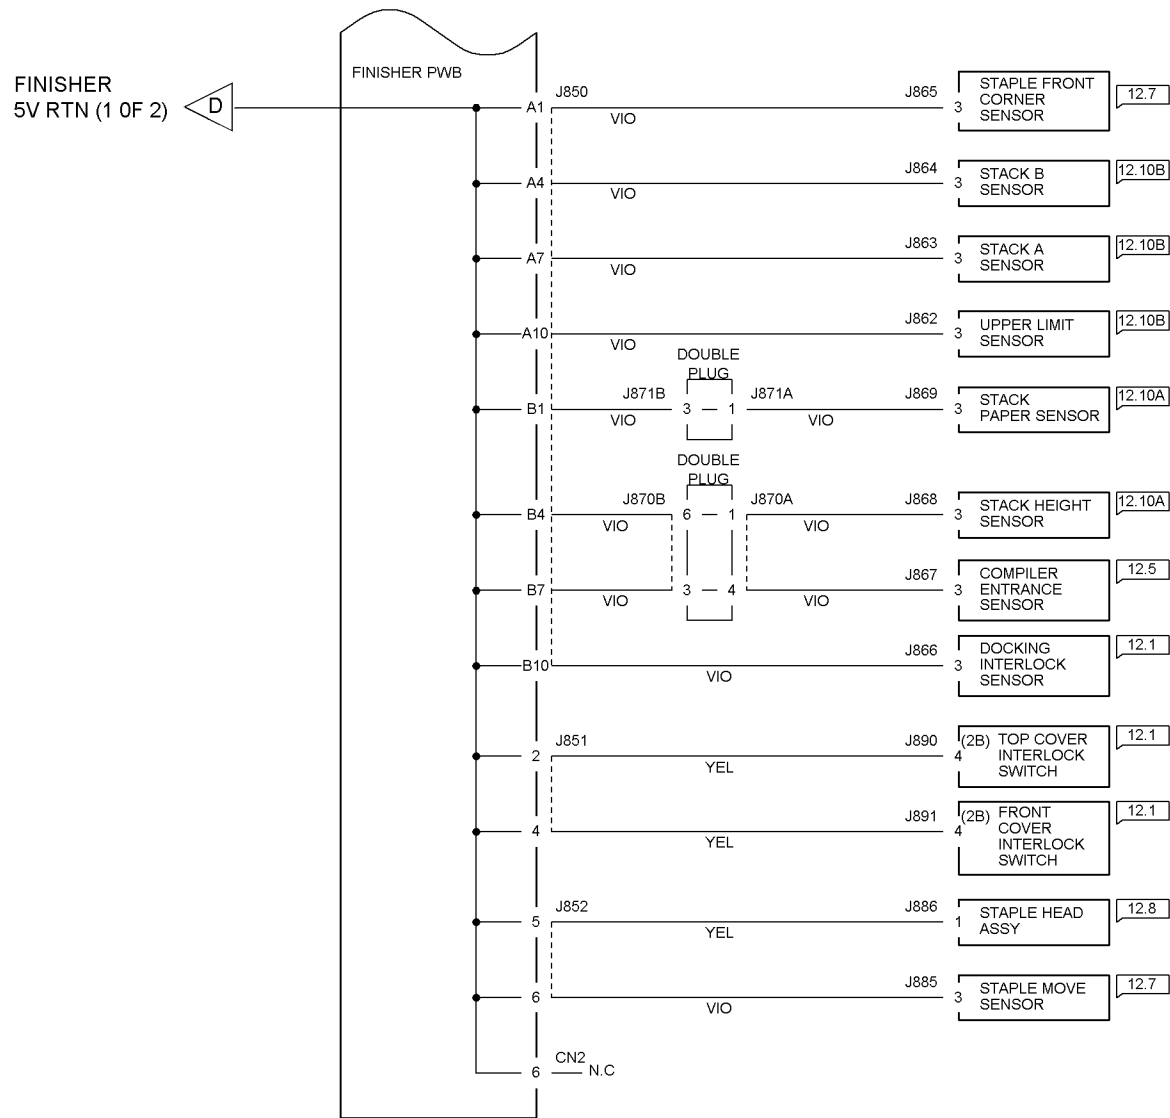 FINISHER PWB
FINISHER
5V RTN (1 0F 2)
D
A1
J850
VIO
J865
3
STAPLE FRONT
CORNER
SENSOR
12.7
A4
VIO
J864
3
STACK B
SENSOR
12.10B
A7
VIO
J863
3
STACK A
SENSOR
12.10B
A10
VIO
J862
3
UPPER LIMIT
SENSOR
12.10B
DOUBLE
PLUG
B1
VIO
J871B
3
1
J871A
VIO
J869
3
STACK
PAPER SENSOR
12.10A
DOUBLE
PLUG
B4
VIO
J870B
6
1
J870A
VIO
J868
3
STACK HEIGHT
SENSOR
12.10A
B7
VIO
3
4
VIO
J867
3
COMPILER
ENTRANCE
SENSOR
12.5
B10
VIO
J866
3
DOCKING
INTERLOCK
SENSOR
12.1
2
J851
YEL
J890
4
(2B) TOP COVER
INTERLOCK
SWITCH
12.1
4
YEL
J891
4
(2B) FRONT
COVER
INTERLOCK
SWITCH
12.1
5
J852
YEL
J886
1
STAPLE HEAD
ASSY
12.8
6
VIO
J885
3
STAPLE MOVE
SENSOR
12.7
6
CN2
N.C